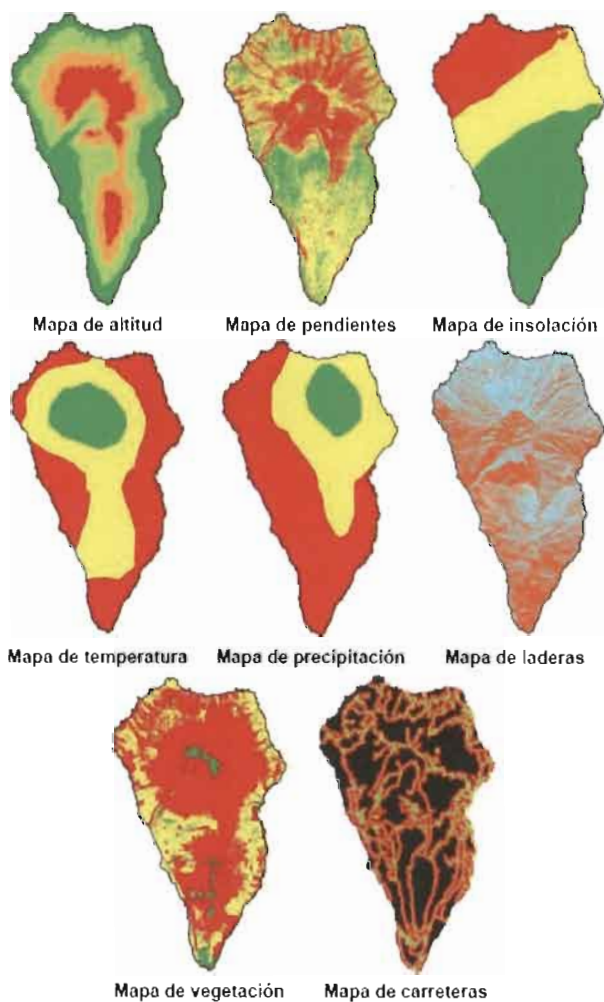 Mapa de altitud
Mapa de pendientes
Mapa de insolación
Mapa de temperatura
Mapa de precipitación
Mapa de laderas
Mapa de vegetación
Mapa de carreteras